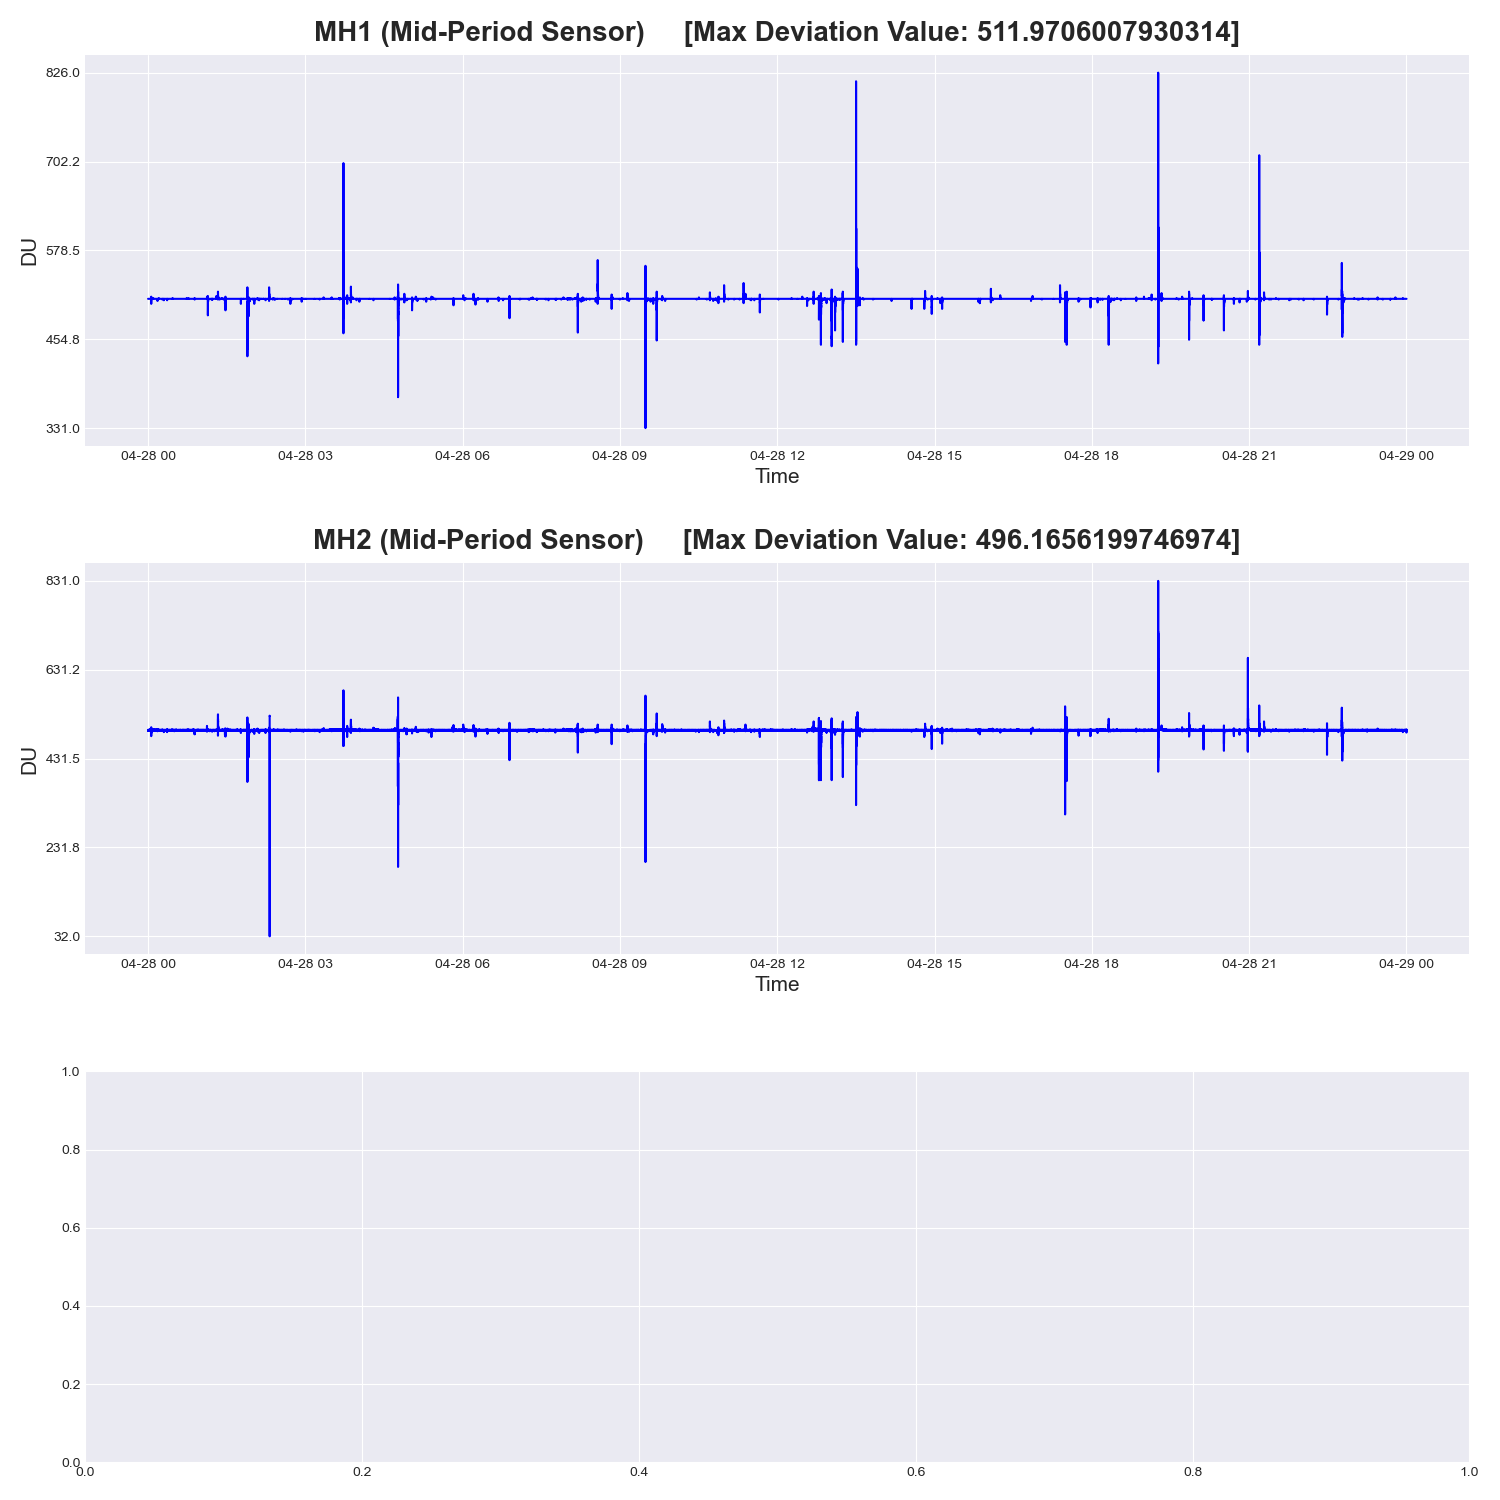 MH1 (Mid-Period Sensor) [Max Deviation Value: 511.9706007930314]
826.0
702.2
578.5
454.8
331.0
DU
04-28 00 04-28 03 04-28 06 04-28 09 04-28 12 04-28 15 04-28 18 04-28 21 04-29 00
Time
MH2 (Mid-Period Sensor) [Max Deviation Value: 496.1656199746974]
831.0
631.2
431.5
231.8
32.0
DU
04-28 00 04-28 03 04-28 06 04-28 09 04-28 12 04-28 15 04-28 18 04-28 21 04-29 00
Time
1.0
0.8
0.6
0.4
0.2
0.0
0.0 0.2 0.4 0.6 0.8 1.0